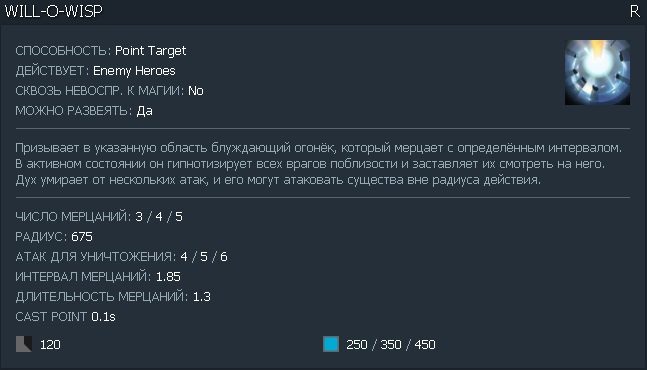 WILL-O-WISP R
СПОСОБНОСТЬ: Point Target
ДЕЙСТВУЕТ: Enemy Heroes
СКВОЗЬ НЕВОСПР. К МАГИИ: No
МОЖНО РАЗВЕЯТЬ: Да
Призывает в указанную область блуждающий огонёк, который мерцает с определённым интервалом.
В активном состоянии он гипнотизирует всех врагов поблизости и заставляет их смотреть на него.
Дух умирает от нескольких атак, и его могут атаковать существа вне радиуса действия.
ЧИСЛО МЕРЦАНИЙ: 3 / 4 / 5
РАДИУС: 675
АТАК ДЛЯ УНИЧТОЖЕНИЯ: 4 / 5 / 6
ИНТЕРВАЛ МЕРЦАНИЙ: 1.85
ДЛИТЕЛЬНОСТЬ МЕРЦАНИЙ: 1.3
CAST POINT 0.1s
120 250 / 350 / 450